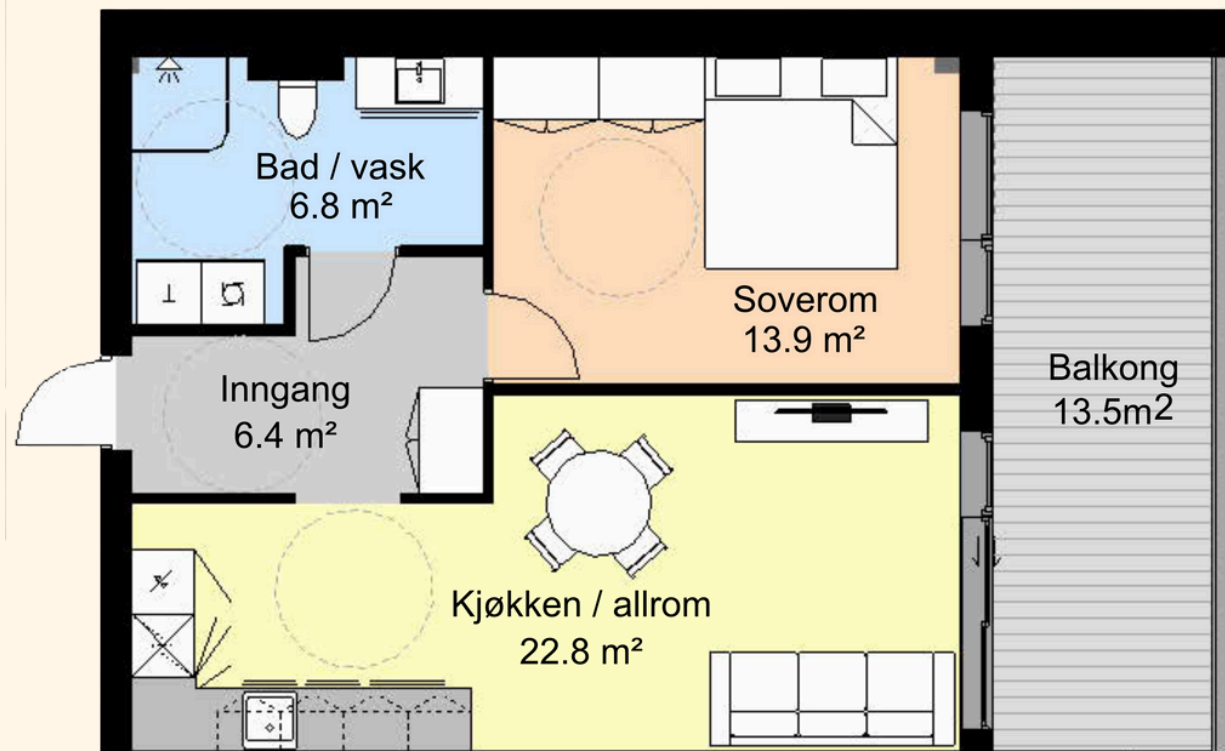 Bad / vask
6.8 m²
Soverom
13.9 m²
Inngang
6.4 m²
Balkong
13.5m2
Kjøkken / allrom
22.8 m²